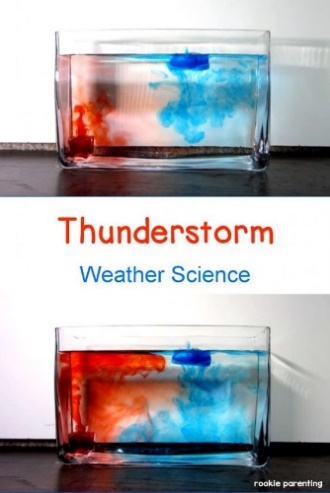 Thunderstorm
Weather Science
rookie parenting